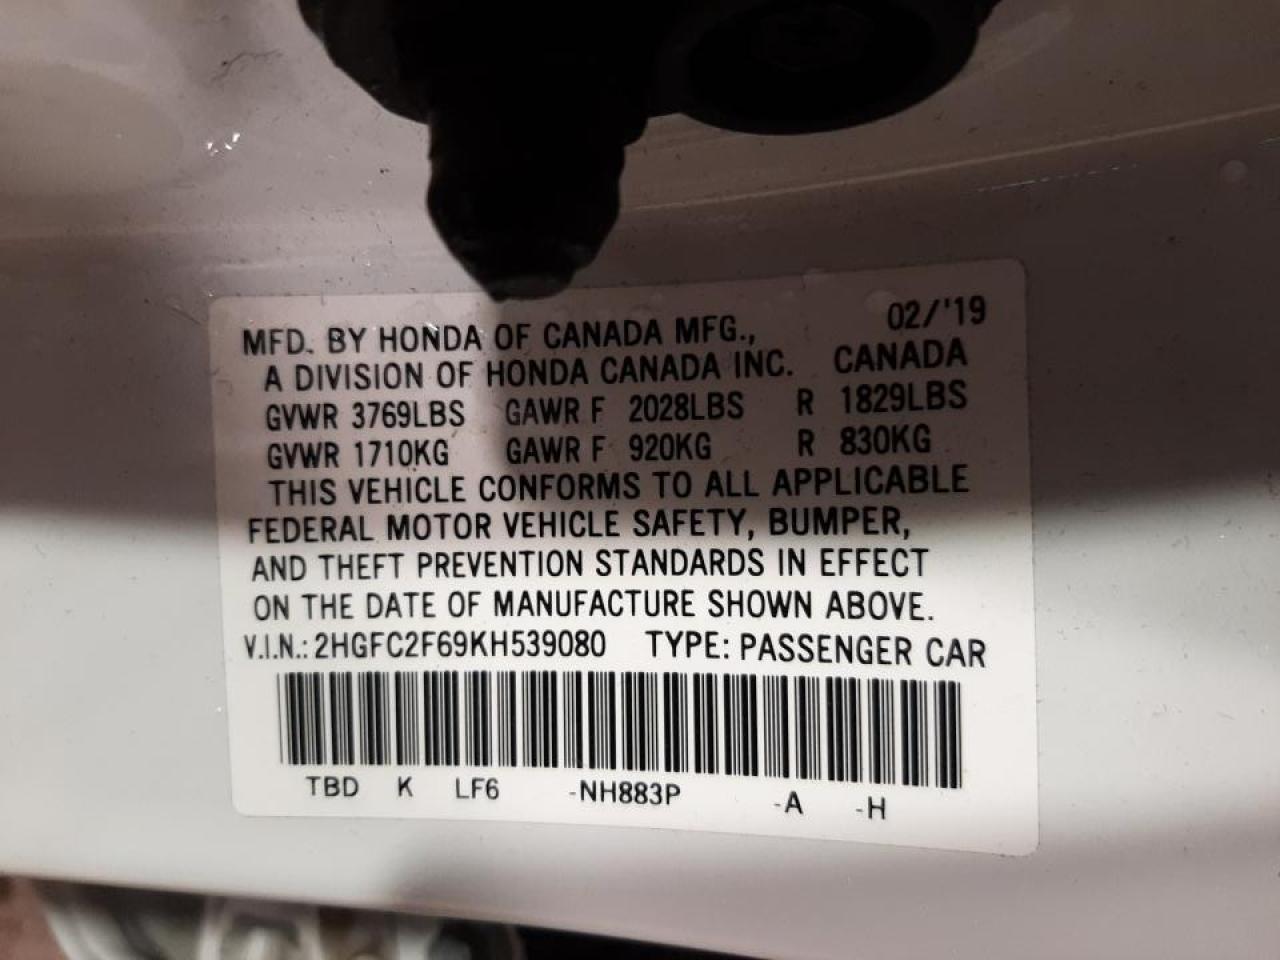 02/'19
MFD. BY HONDA OF CANADA MFG.,
A DIVISION OF HONDA CANADA INC. CANADA
GVWR 3769LBS GAWR F 2028LBS R 1829LBS
GVWR 1710KG GAWR F 920KG R 830KG
THIS VEHICLE CONFORMS TO ALL APPLICABLE
FEDERAL MOTOR VEHICLE SAFETY, BUMPER,
AND THEFT PREVENTION STANDARDS IN EFFECT
ON THE DATE OF MANUFACTURE SHOWN ABOVE.
V.I.N.: 2HGFC2F69KH539080 TYPE: PASSENGER CAR
TBD K LF6 -NH883P -A -H